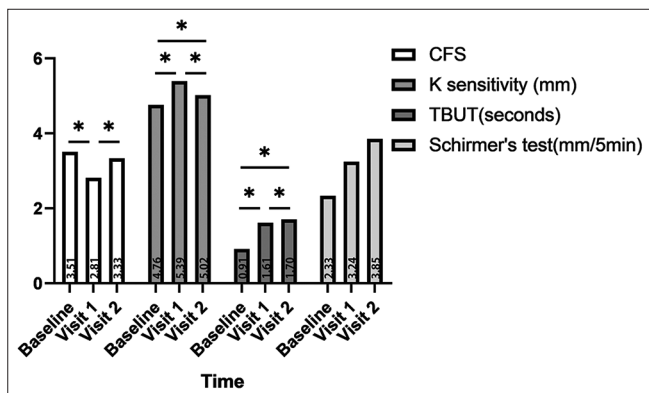 6
4
2
0
*
* *
*
* *
*
* *
3.51
2.81
3.33
4.76
5.39
5.02
0.91
1.61
1.70
2.33
3.24
3.85
Baseline
Visit 1
Visit 2
Baseline
Visit 1
Visit 2
Baseline
Visit 1
Visit 2
Baseline
Visit 1
Visit 2
Time
CFS
K sensitivity (mm)
TBUT(seconds)
Schirmer's test(mm/5min)